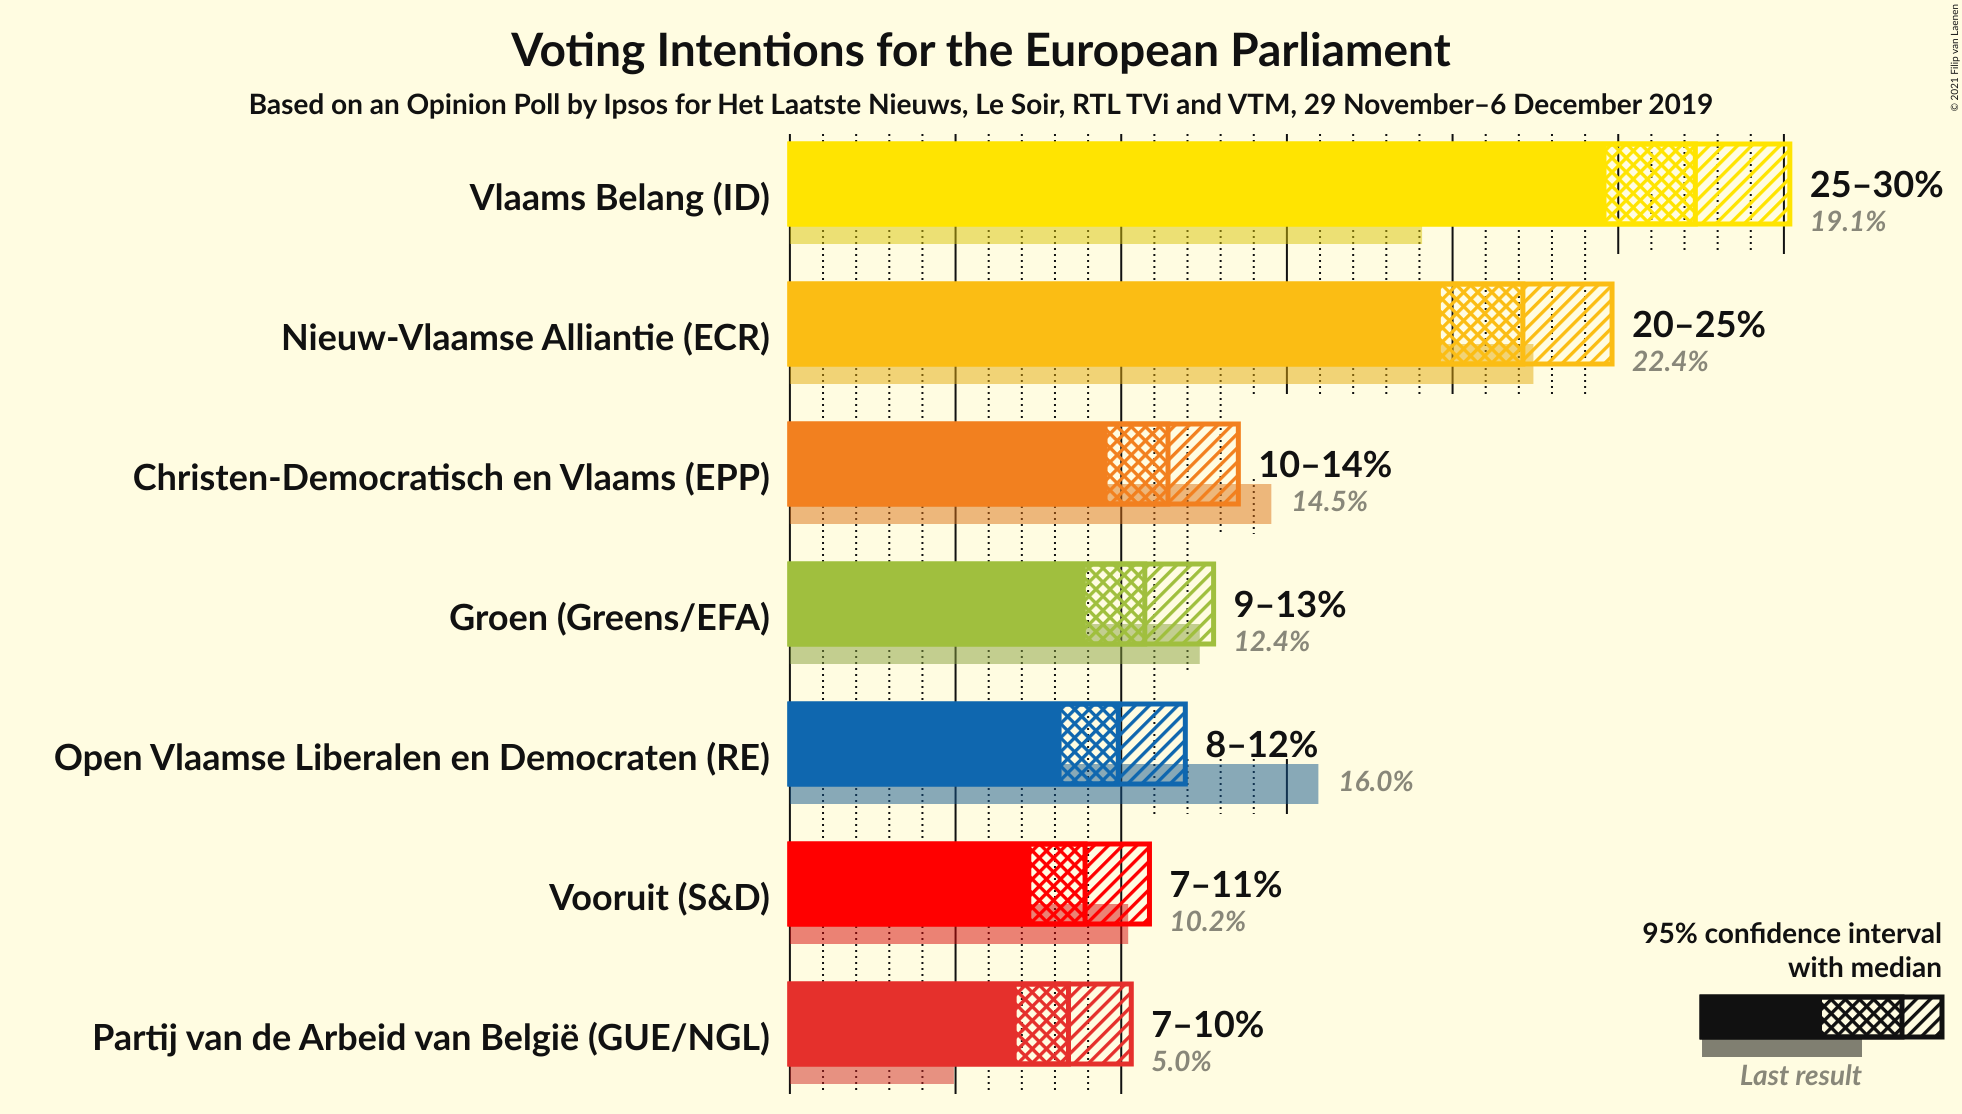 Voting Intentions for the European Parliament
Based on an Opinion Poll by Ipsos for Het Laatste Nieuws, Le Soir, RTL TVi and VTM, 29 November–6 December 2019
© 2021 Filip van Laenen
Vlaams Belang (ID)
25–30%
19.1%
Nieuw-Vlaamse Alliantie (ECR)
20–25%
22.4%
Christen-Democratisch en Vlaams (EPP)
10–14%
14.5%
Groen (Greens/EFA)
9–13%
12.4%
Open Vlaamse Liberalen en Democraten (RE)
8–12%
16.0%
Vooruit (S&D)
7–11%
10.2%
Partij van de Arbeid van België (GUE/NGL)
7–10%
5.0%
95% confidence interval
with median
Last result